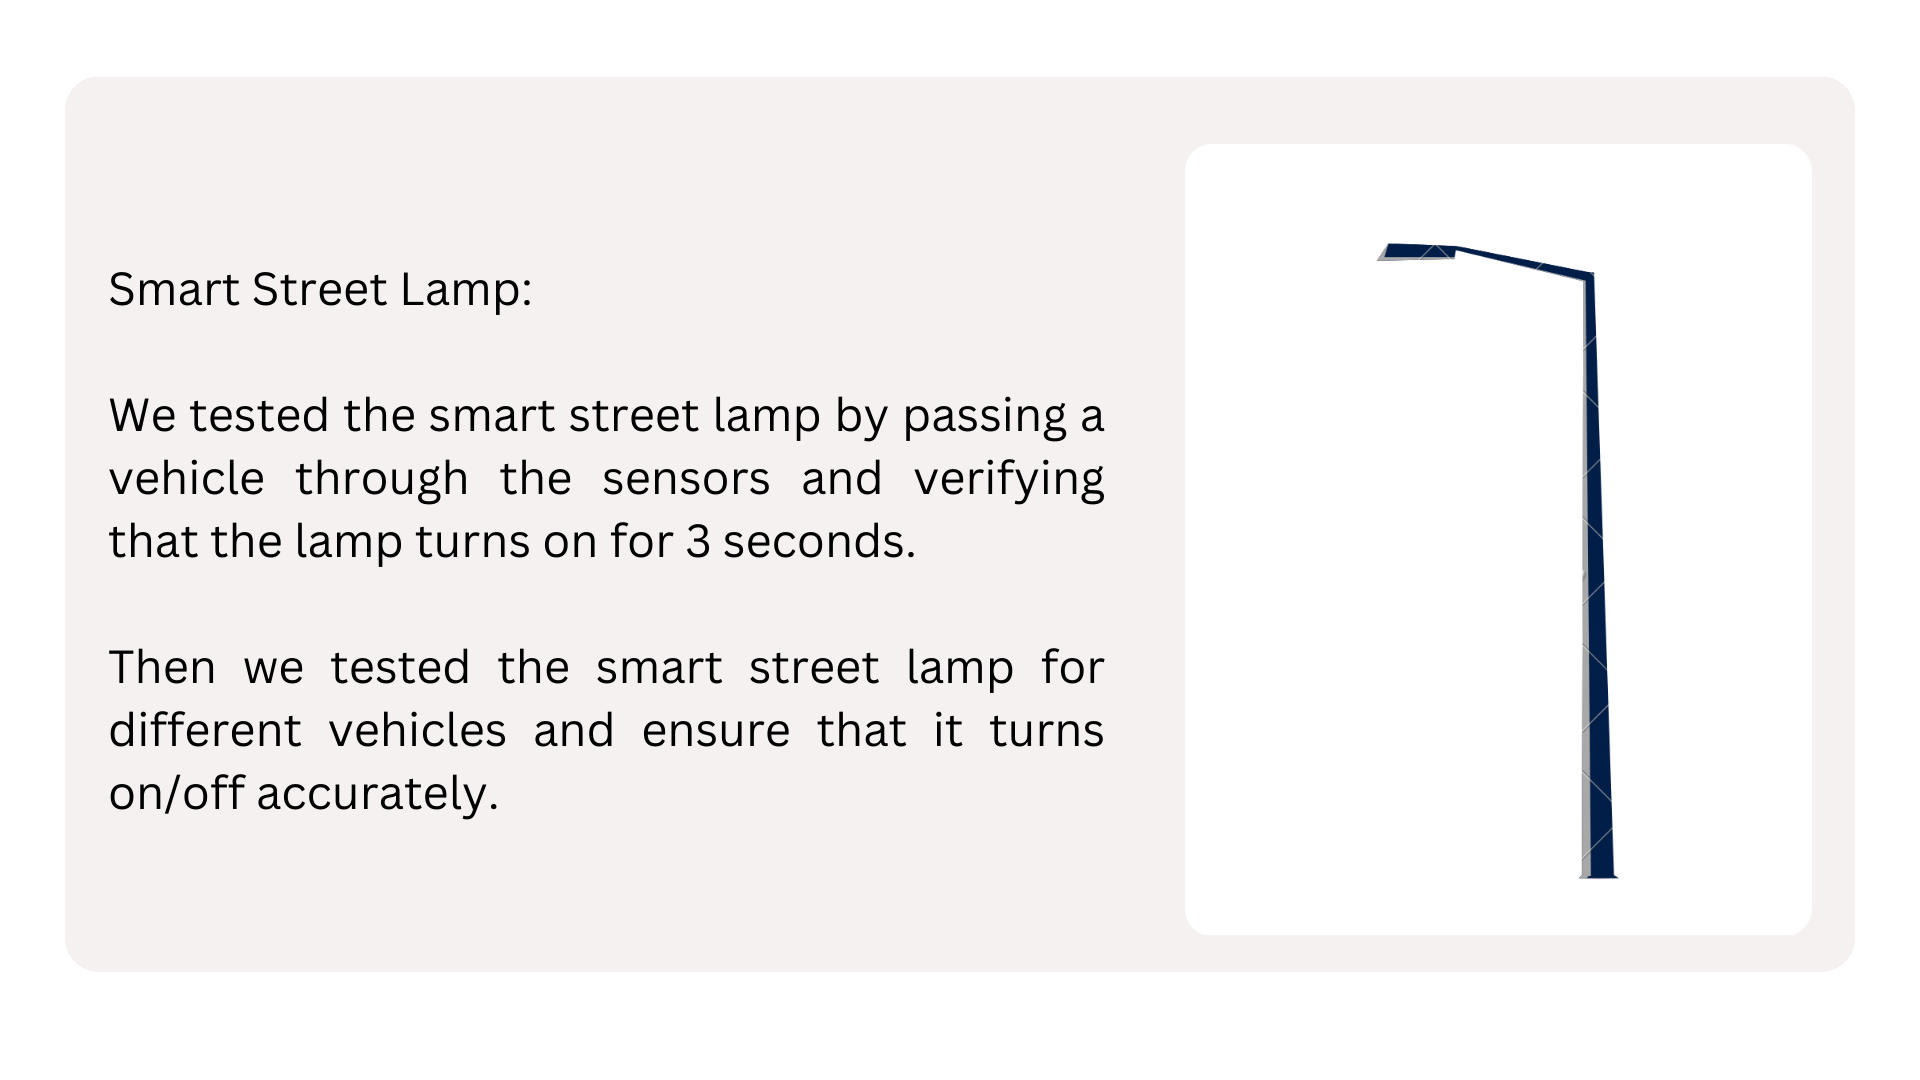 Smart Street Lamp:
We tested the smart street lamp by passing a
vehicle through the sensors and verifying
that the lamp turns on for 3 seconds.
Then we tested the smart street lamp for
different vehicles and ensure that it turns
on/off accurately.